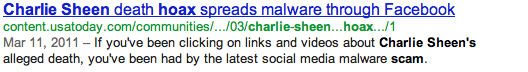 Charlie Sheen death hoax spreads malware through Facebook
content.usatoday.com/communities/.../03/charlie-sheen...hoax.../1
Mar 11, 2011 – If you've been clicking on links and videos about Charlie Sheen's
alleged death, you've been had by the latest social media malware scam.